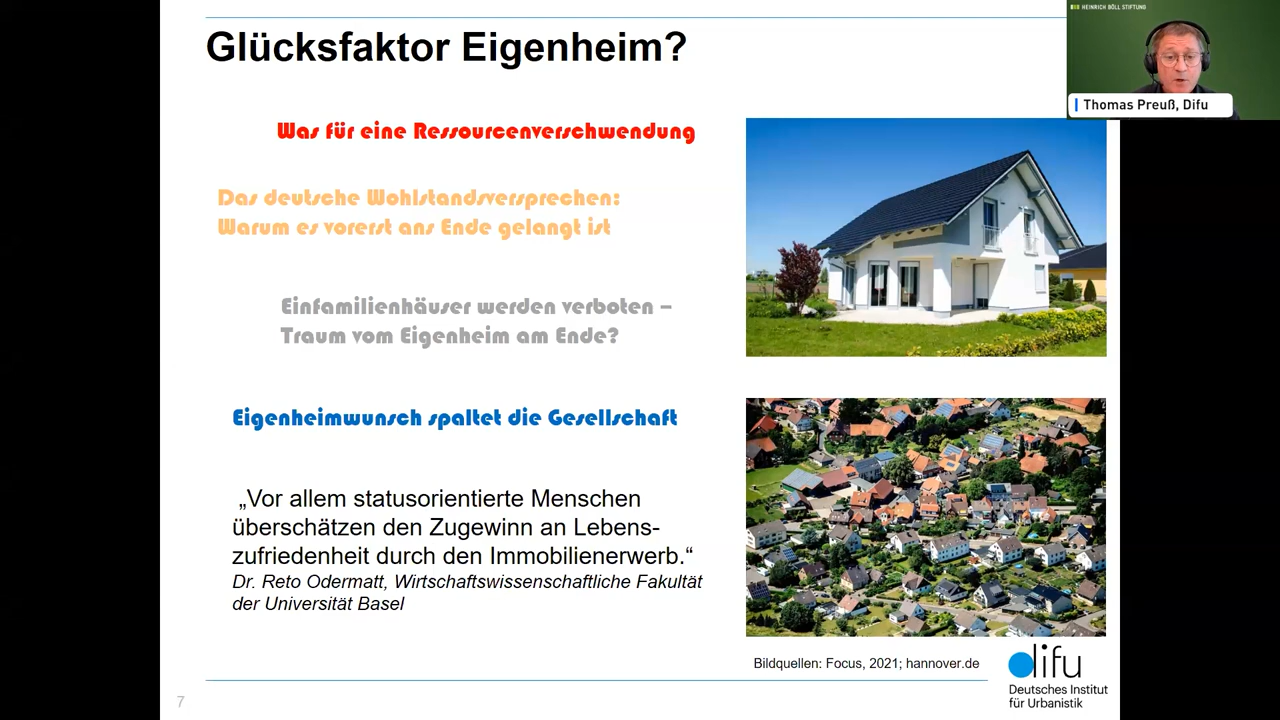 Glücksfaktor Eigenheim?
HEINRICH BÖLL STIFTUNG
Thomas Preuß, Difu
Was für eine Ressourcenverschwendung
Das deutsche Wohlstandsversprechen:
Warum es vorerst ans Ende gelangt ist
Einfamilienhäuser werden verboten –
Traum vom Eigenheim am Ende?
Eigenheimwunsch spaltet die Gesellschaft
„Vor allem statusorientierte Menschen
überschätzen den Zugewinn an Lebens-
zufriedenheit durch den Immobilienerwerb.“
Dr. Reto Odermatt, Wirtschaftswissenschaftliche Fakultät
der Universität Basel
Bildquellen: Focus, 2021; hannover.de
difu
Deutsches Institut
für Urbanistik
7